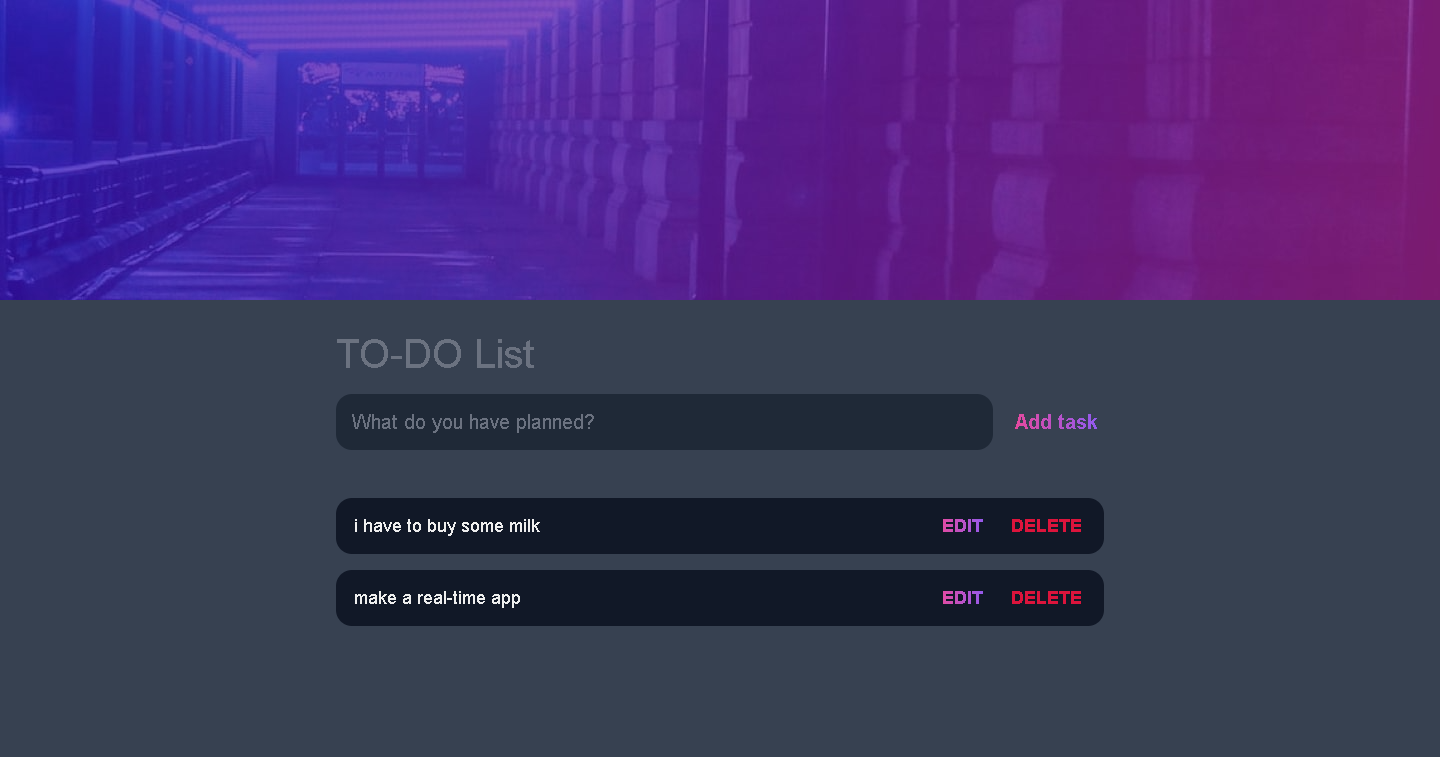 TO-DO List
What do you have planned?
Add task
i have to buy some milk
EDIT
DELETE
make a real-time app
EDIT
DELETE